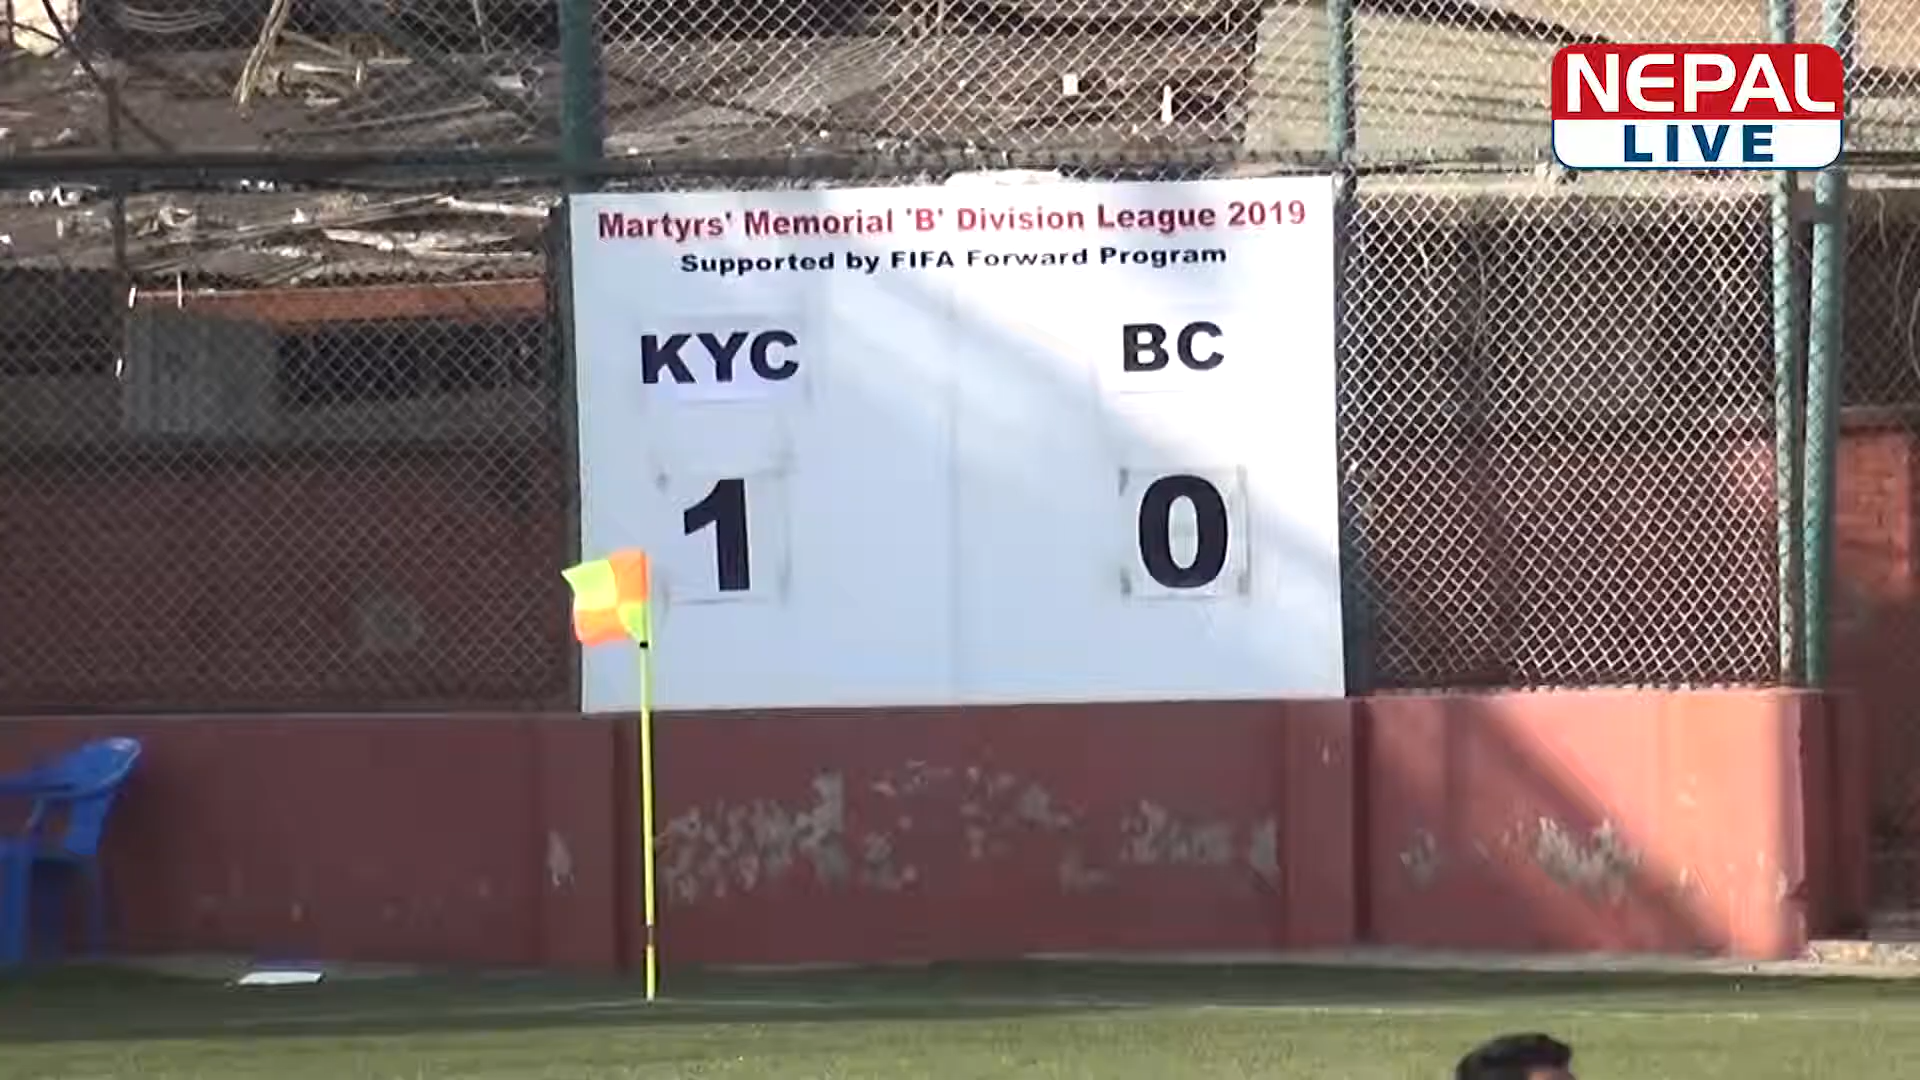 NEPAL
LIVE
Martyrs' Memorial 'B' Division League 2019
Supported by FIFA Forward Program
KYC BC
1 0